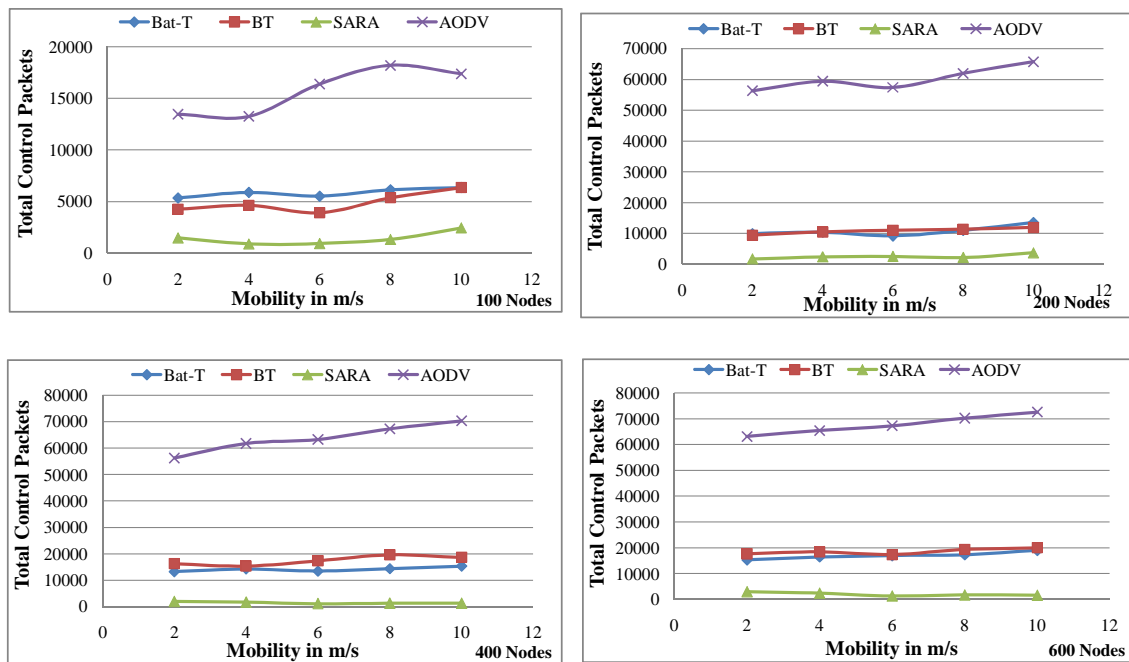 Bat-T BT SARA AODV
20000
15000
10000
5000
0
0 2 4 6 8 10 12
Total Control Packets
Mobility in m/s
100 Nodes
Bat-T BT SARA AODV
70000
60000
50000
40000
30000
20000
10000
0
0 2 4 6 8 10 12
Total Control Packets
Mobility in m/s
200 Nodes
Bat-T BT SARA AODV
80000
70000
60000
50000
40000
30000
20000
10000
0
0 2 4 6 8 10 12
Total Control Packets
Mobility in m/s
400 Nodes
Bat-T BT SARA AODV
80000
70000
60000
50000
40000
30000
20000
10000
0
0 2 4 6 8 10 12
Total Control Packets
Mobility in m/s
600 Nodes